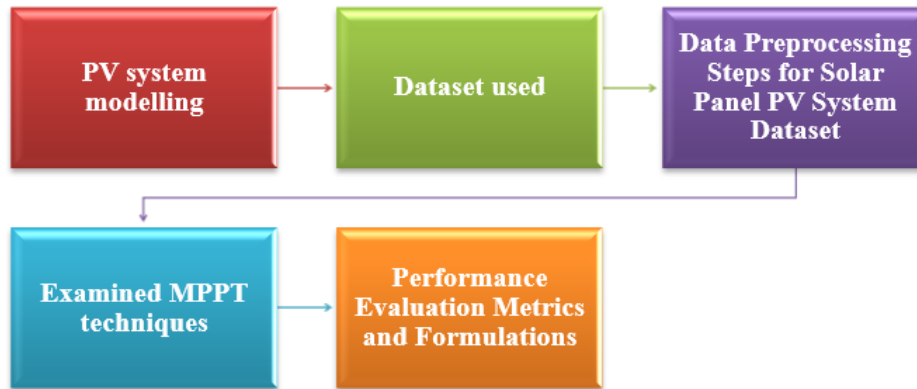 PV system
modelling
Dataset used
Data Preprocessing
Steps for Solar
Panel PV System
Dataset
Examined MPPT
techniques
Performance
Evaluation Metrics
and Formulations